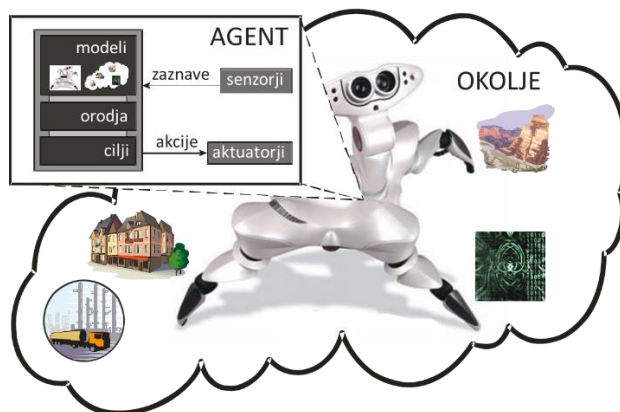 AGENT
modeli
zaznave
senzorji
orodja
akcije
cilji
aktuatorji
OKOLJE